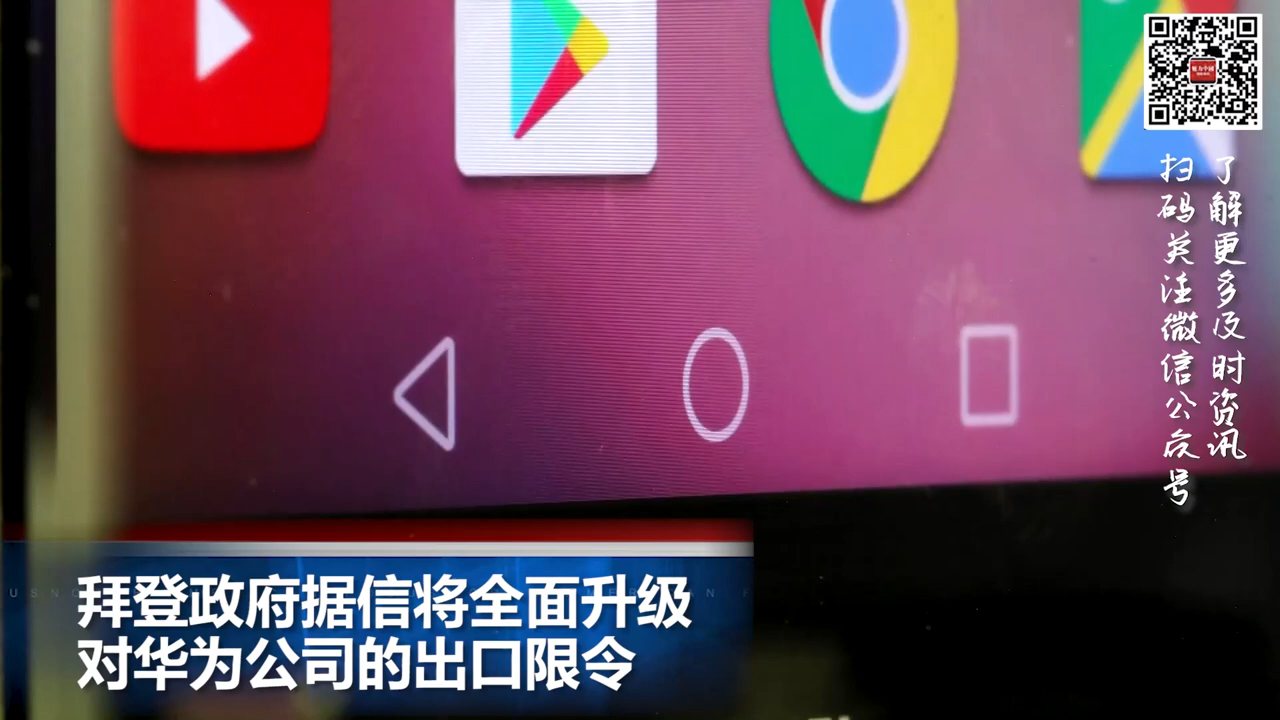 了解更多及时资讯
扫码关注微信公众号
拜登政府据信将全面升级
对华为公司的出口限令